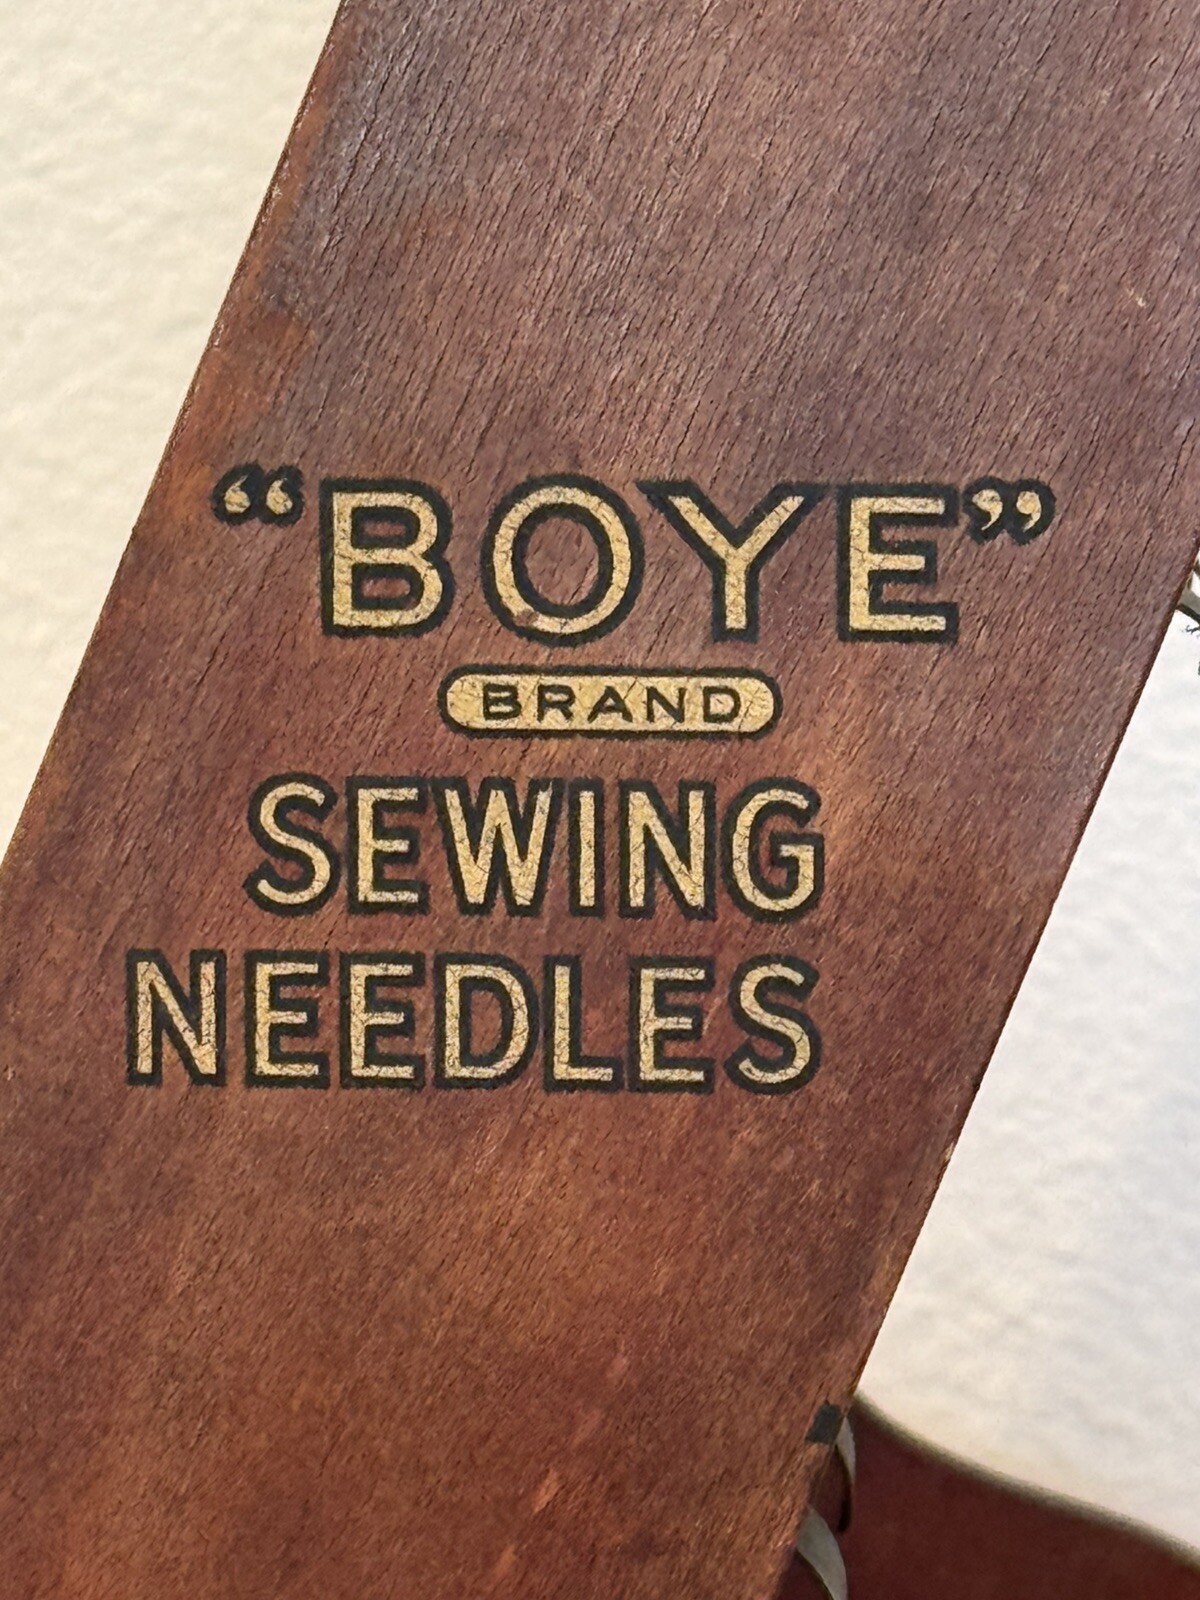 “BOYE”
BRAND
SEWING
NEEDLES